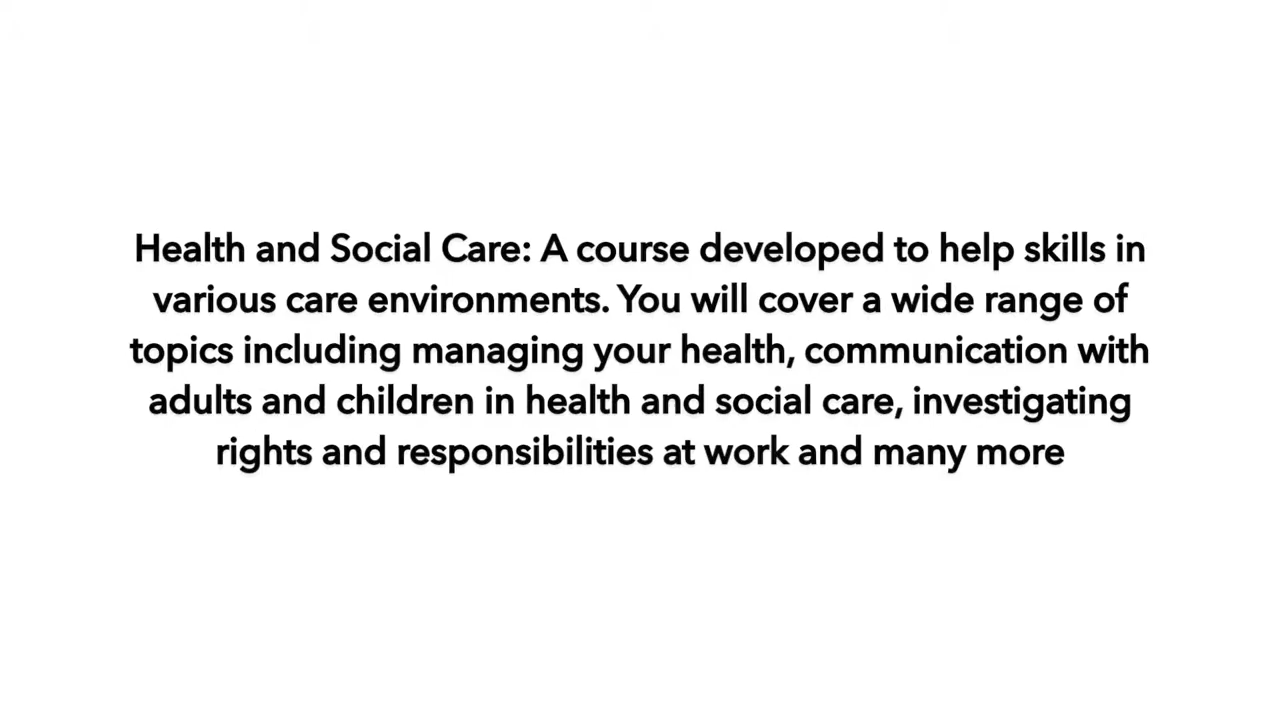 Health and Social Care: A course developed to help skills in
various care environments. You will cover a wide range of
topics including managing your health, communication with
adults and children in health and social care, investigating
rights and responsibilities at work and many more